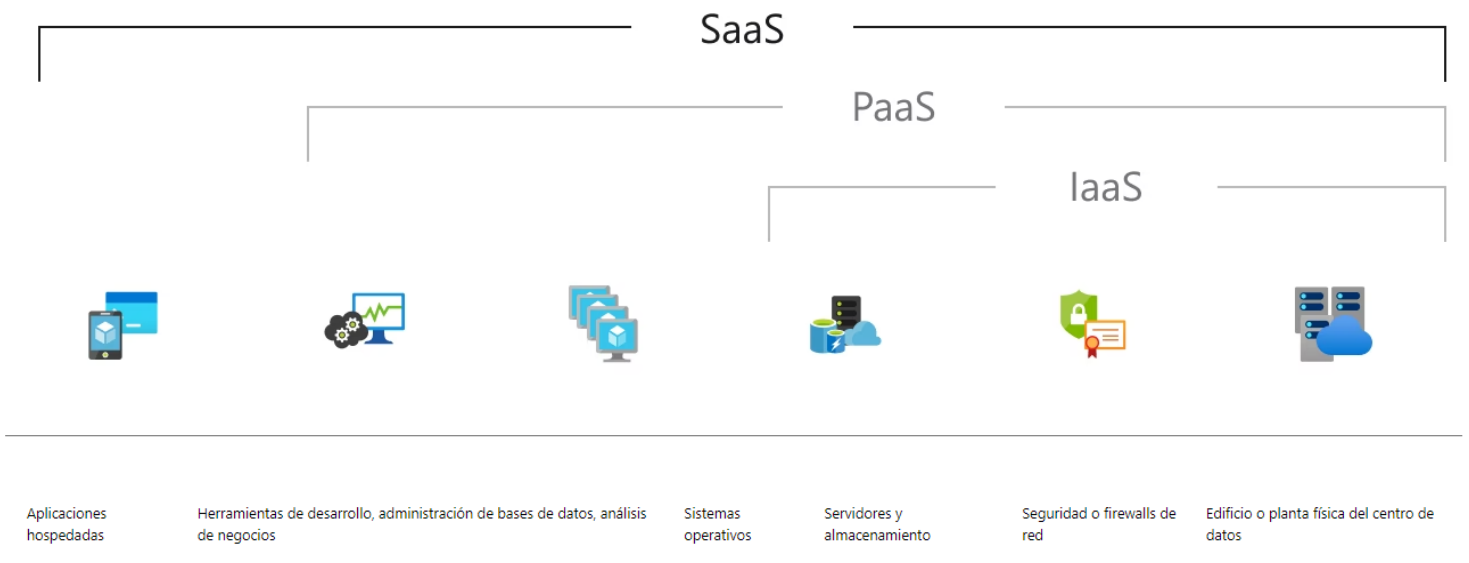 SaaS
PaaS
IaaS
Aplicaciones
hospedadas
Herramientas de desarrollo, administración de bases de datos, análisis
de negocios
Sistemas
operativos
Servidores y
almacenamiento
Seguridad o firewalls de
red
Edificio o planta física del centro de
datos